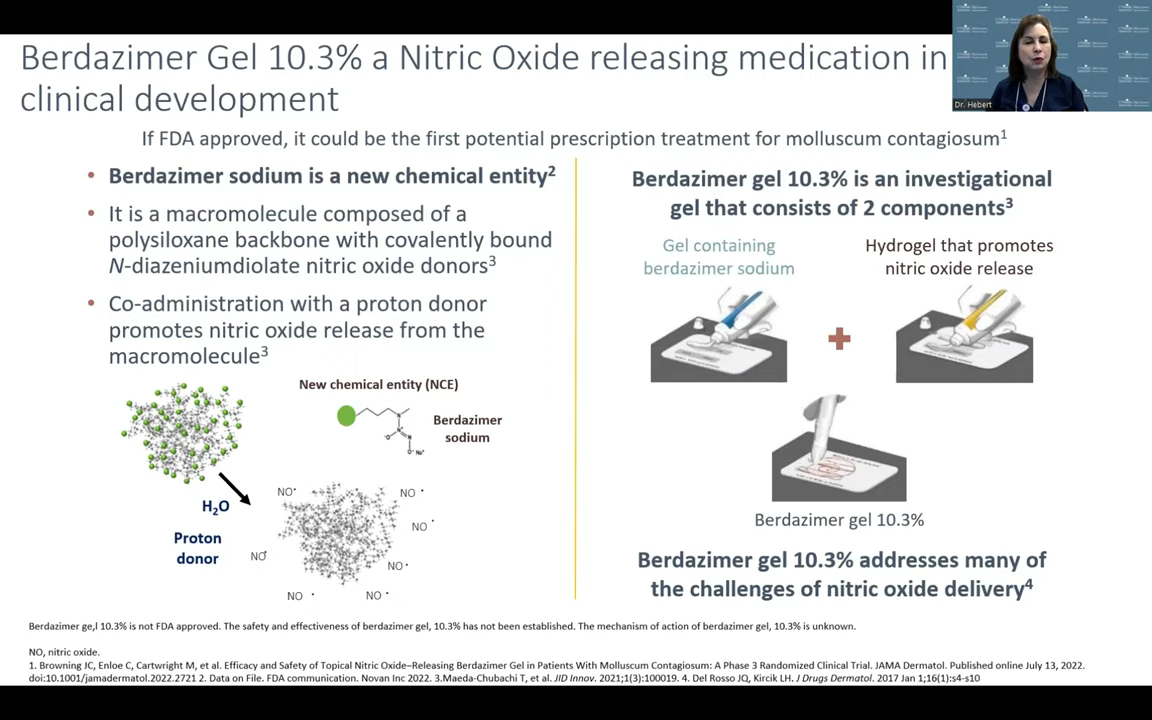 Berdazimer Gel 10.3% a Nitric Oxide releasing medication in
clinical development
Dr. Hebert
If FDA approved, it could be the first potential prescription treatment for molluscum contagiosum1
• Berdazimer sodium is a new chemical entity2
• It is a macromolecule composed of a
polysiloxane backbone with covalently bound
N-diazeniumdiolate nitric oxide donors3
• Co-administration with a proton donor
promotes nitric oxide release from the
macromolecule3
New chemical entity (NCE)
Berdazimer
sodium
H2O
Proton
donor
NO•
NO •
NO •
NO•
NO•
NO •
NO •
Berdazimer gel 10.3% is an investigational
gel that consists of 2 components3
Gel containing
berdazimer sodium
Hydrogel that promotes
nitric oxide release
Berdazimer gel 10.3%
Berdazimer gel 10.3% addresses many of
the challenges of nitric oxide delivery4
Berdazimer ge,l 10.3% is not FDA approved. The safety and effectiveness of berdazimer gel, 10.3% has not been established. The mechanism of action of berdazimer gel, 10.3% is unknown.
NO, nitric oxide.
1. Browning JC, Enloe C, Cartwright M, et al. Efficacy and Safety of Topical Nitric Oxide–Releasing Berdazimer Gel in Patients With Molluscum Contagiosum: A Phase 3 Randomized Clinical Trial. JAMA Dermatol. Published online July 13, 2022.
doi:10.1001/jamadermatol.2022.2721 2. Data on File. FDA communication. Novan Inc 2022. 3.Maeda-Chubachi T, et al. JID Innov. 2021;1(3):100019. 4. Del Rosso JQ, Kircik LH. J Drugs Dermatol. 2017 Jan 1;16(1):s4-s10